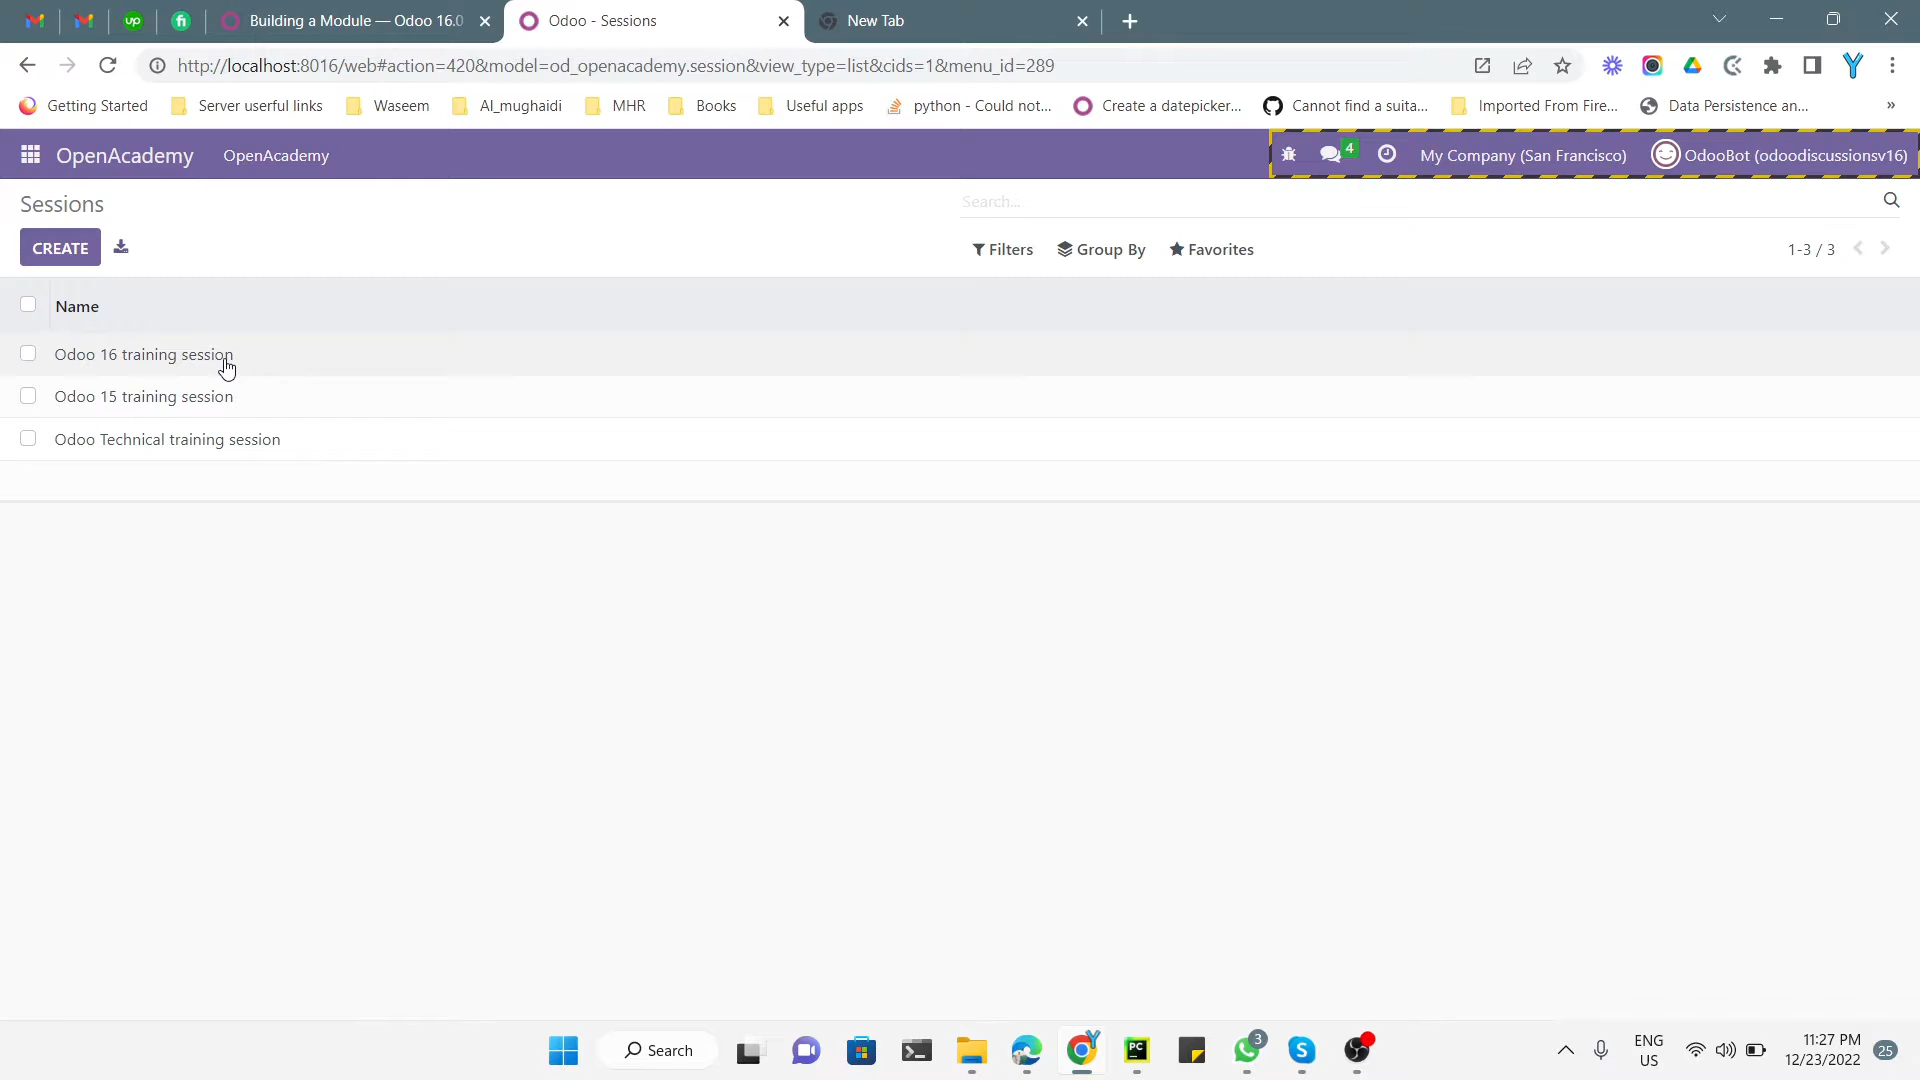 up
fi
Building a Module — Odoo 16.0
Odoo - Sessions
New Tab
http://localhost:8016/web#action=420&model=od_openacademy.session&view_type=list&cids=1&menu_id=289
Getting Started
Server userful links
Waseem
Al_mughaidi
MHR
Books
Useful apps
python - Could not...
Create a datepicker...
Cannot find a suita...
Imported From Fire...
Data Persistence an...
»
OpenAcademy
OpenAcademy
4
My Company (San Francisco)
OdooBot (odoodiscussionsv16)
Sessions
Search...
CREATE
Filters
Group By
Favorites
1-3 / 3
Name
Odoo 16 training session
Odoo 15 training session
Odoo Technical training session
Search
PC
3
S
ENG
US
11:27 PM
12/23/2022
25